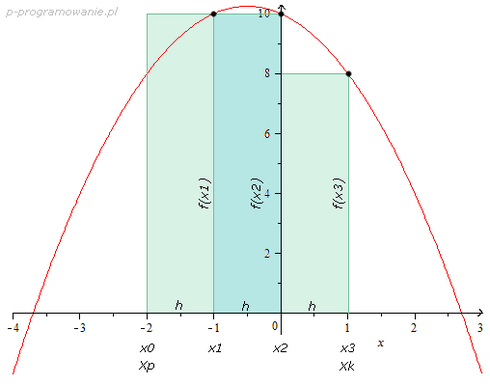 p-programowanie.pl
10
8
6
4
2
f(x1)
f(x2)
f(x3)
h
h
h
-4
-3
-2
-1
0
1
2
3
x0
x1
x2
x3
x
Xp
Xk